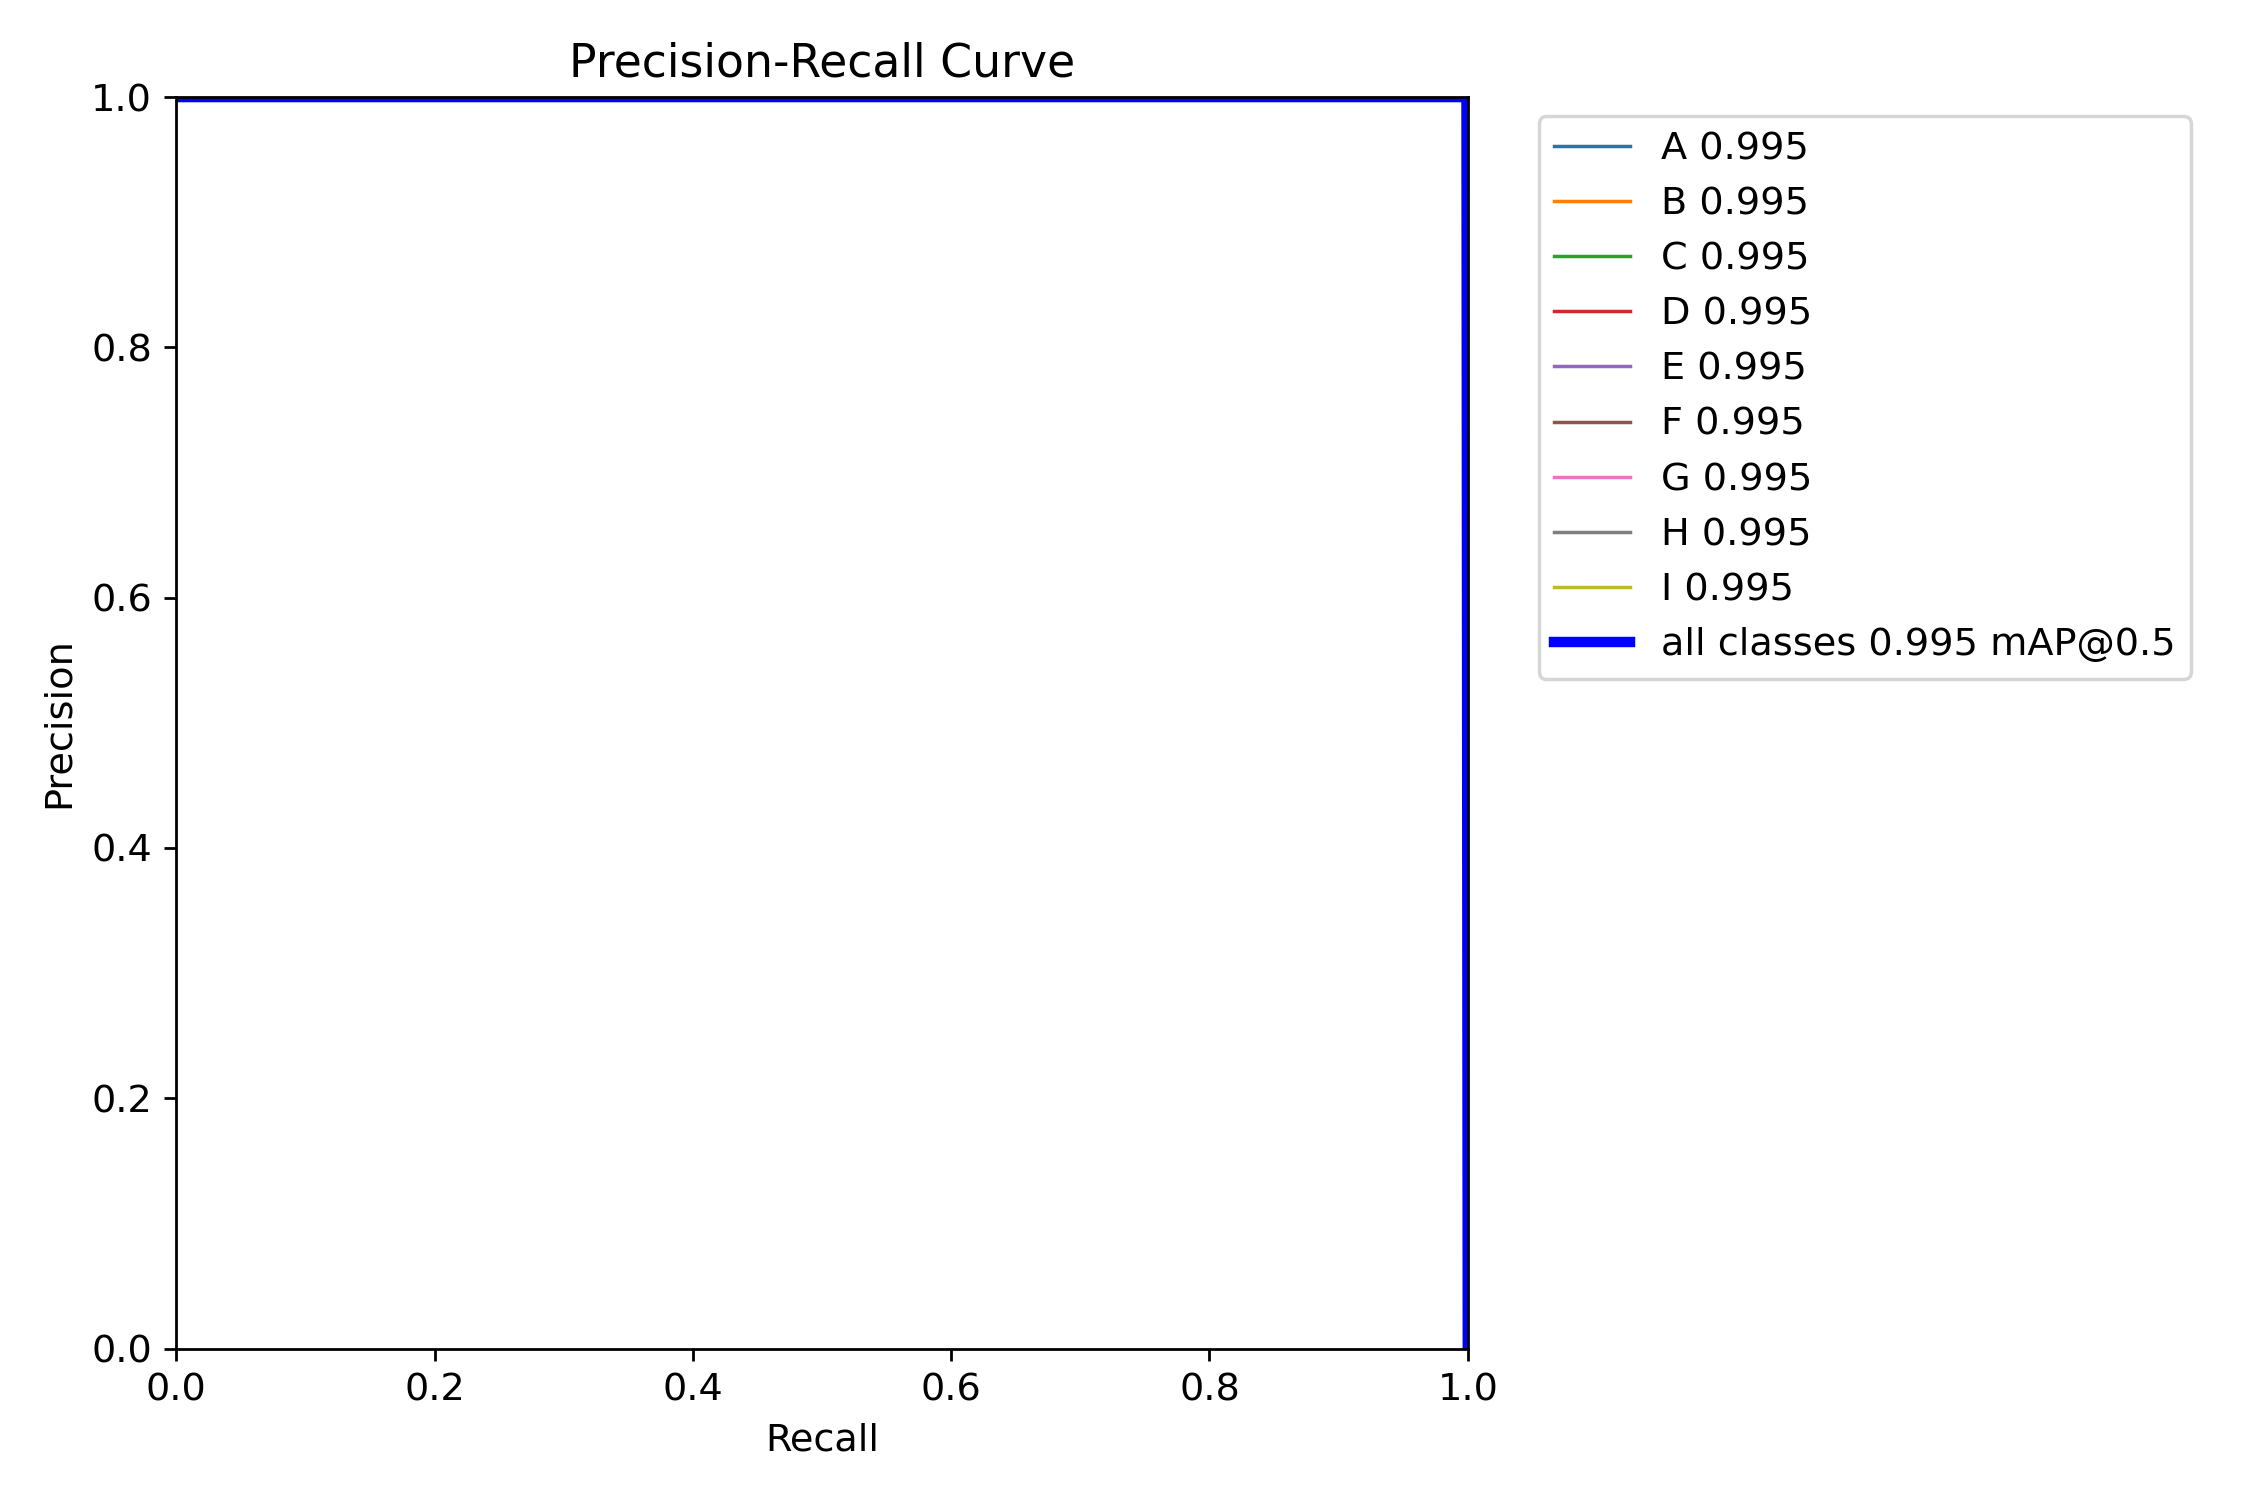 Precision-Recall Curve
1.0
0.8
0.6
0.4
0.2
0.0
Precision
0.0 0.2 0.4 0.6 0.8 1.0
Recall
A 0.995
B 0.995
C 0.995
D 0.995
E 0.995
F 0.995
G 0.995
H 0.995
I 0.995
all classes 0.995 mAP@0.5